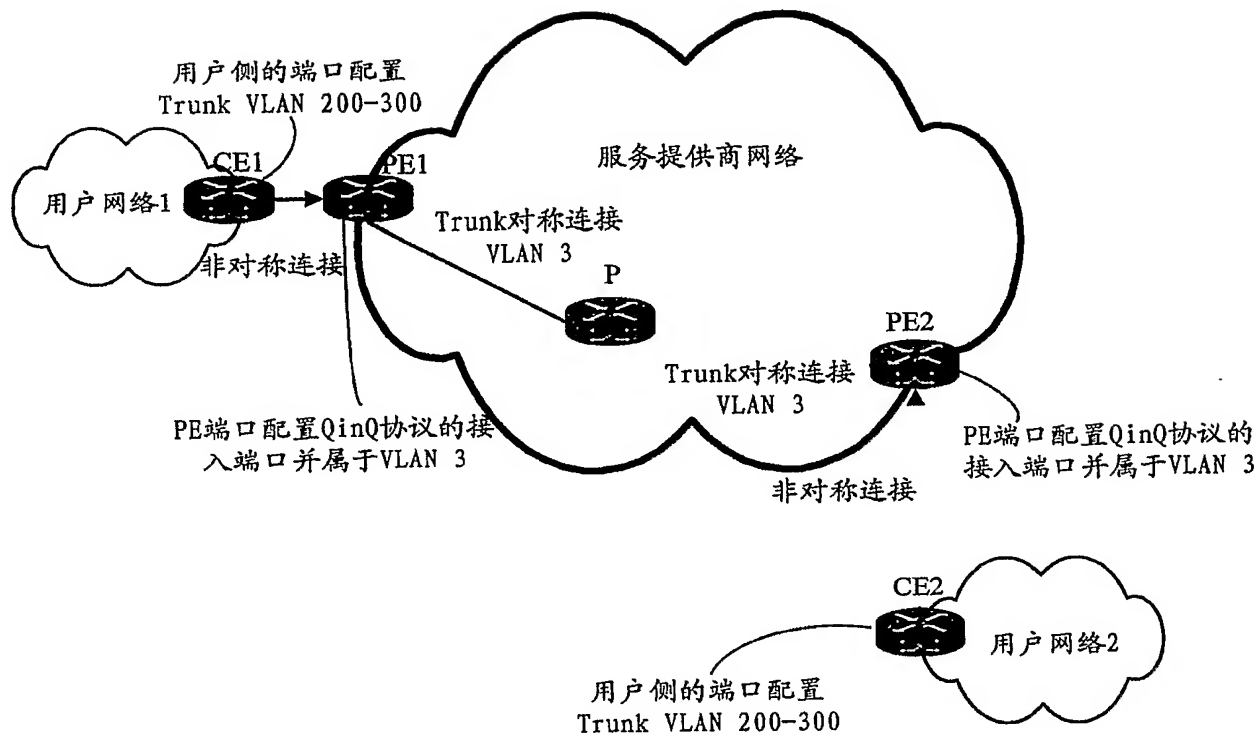 用户侧的端口配置
Trunk VLAN 200-300
CE1
PE1
服务提供商网络
用户网络1
Trunk对称连接
VLAN 3
非对称连接
P
PE2
Trunk对称连接
VLAN 3
PE端口配置QinQ协议的接
入端口并属于VLAN 3
PE端口配置QinQ协议的
接入端口并属于VLAN 3
非对称连接
CE2
用户网络2
用户侧的端口配置
Trunk VLAN 200-300